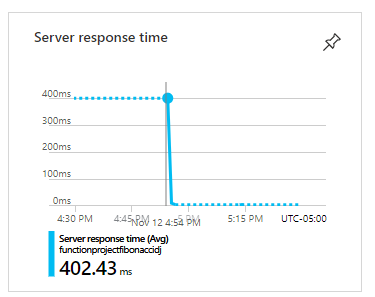 Server response time
400ms
300ms
200ms
100ms
0ms
4:30 PM 4:45 PM 5 PM 5:15 PM UTC-05:00
Nov 12 4:54 PM
Server response time (Avg)
functionprojectfibonaccidj
402.43 ms